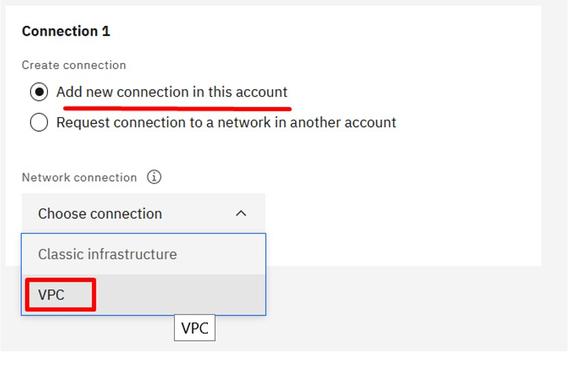 Connection 1
Create connection
Add new connection in this account
Request connection to a network in another account
Network connection
Choose connection
Classic infrastructure
VPC
VPC